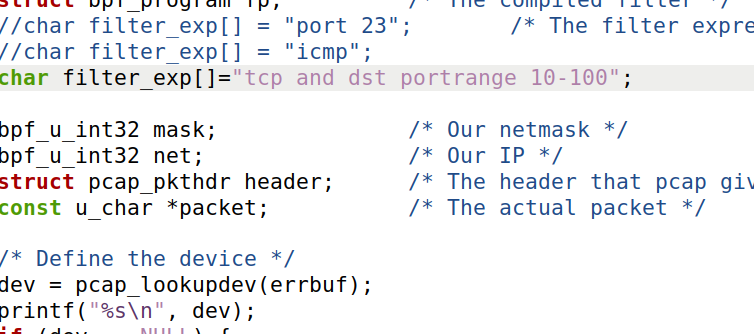 struct bpf_program fp; /* The compiled filter */
//char filter_exp[] = "port 23"; /* The filter expre
//char filter_exp[] = "icmp";
char filter_exp[]="tcp and dst portrange 10-100";
bpf_u_int32 mask; /* Our netmask */
bpf_u_int32 net; /* Our IP */
struct pcap_pkthdr header; /* The header that pcap giv
const u_char *packet; /* The actual packet */
/* Define the device */
dev = pcap_lookupdev(errbuf);
printf("%s\n", dev);
if (dev == NULL) {